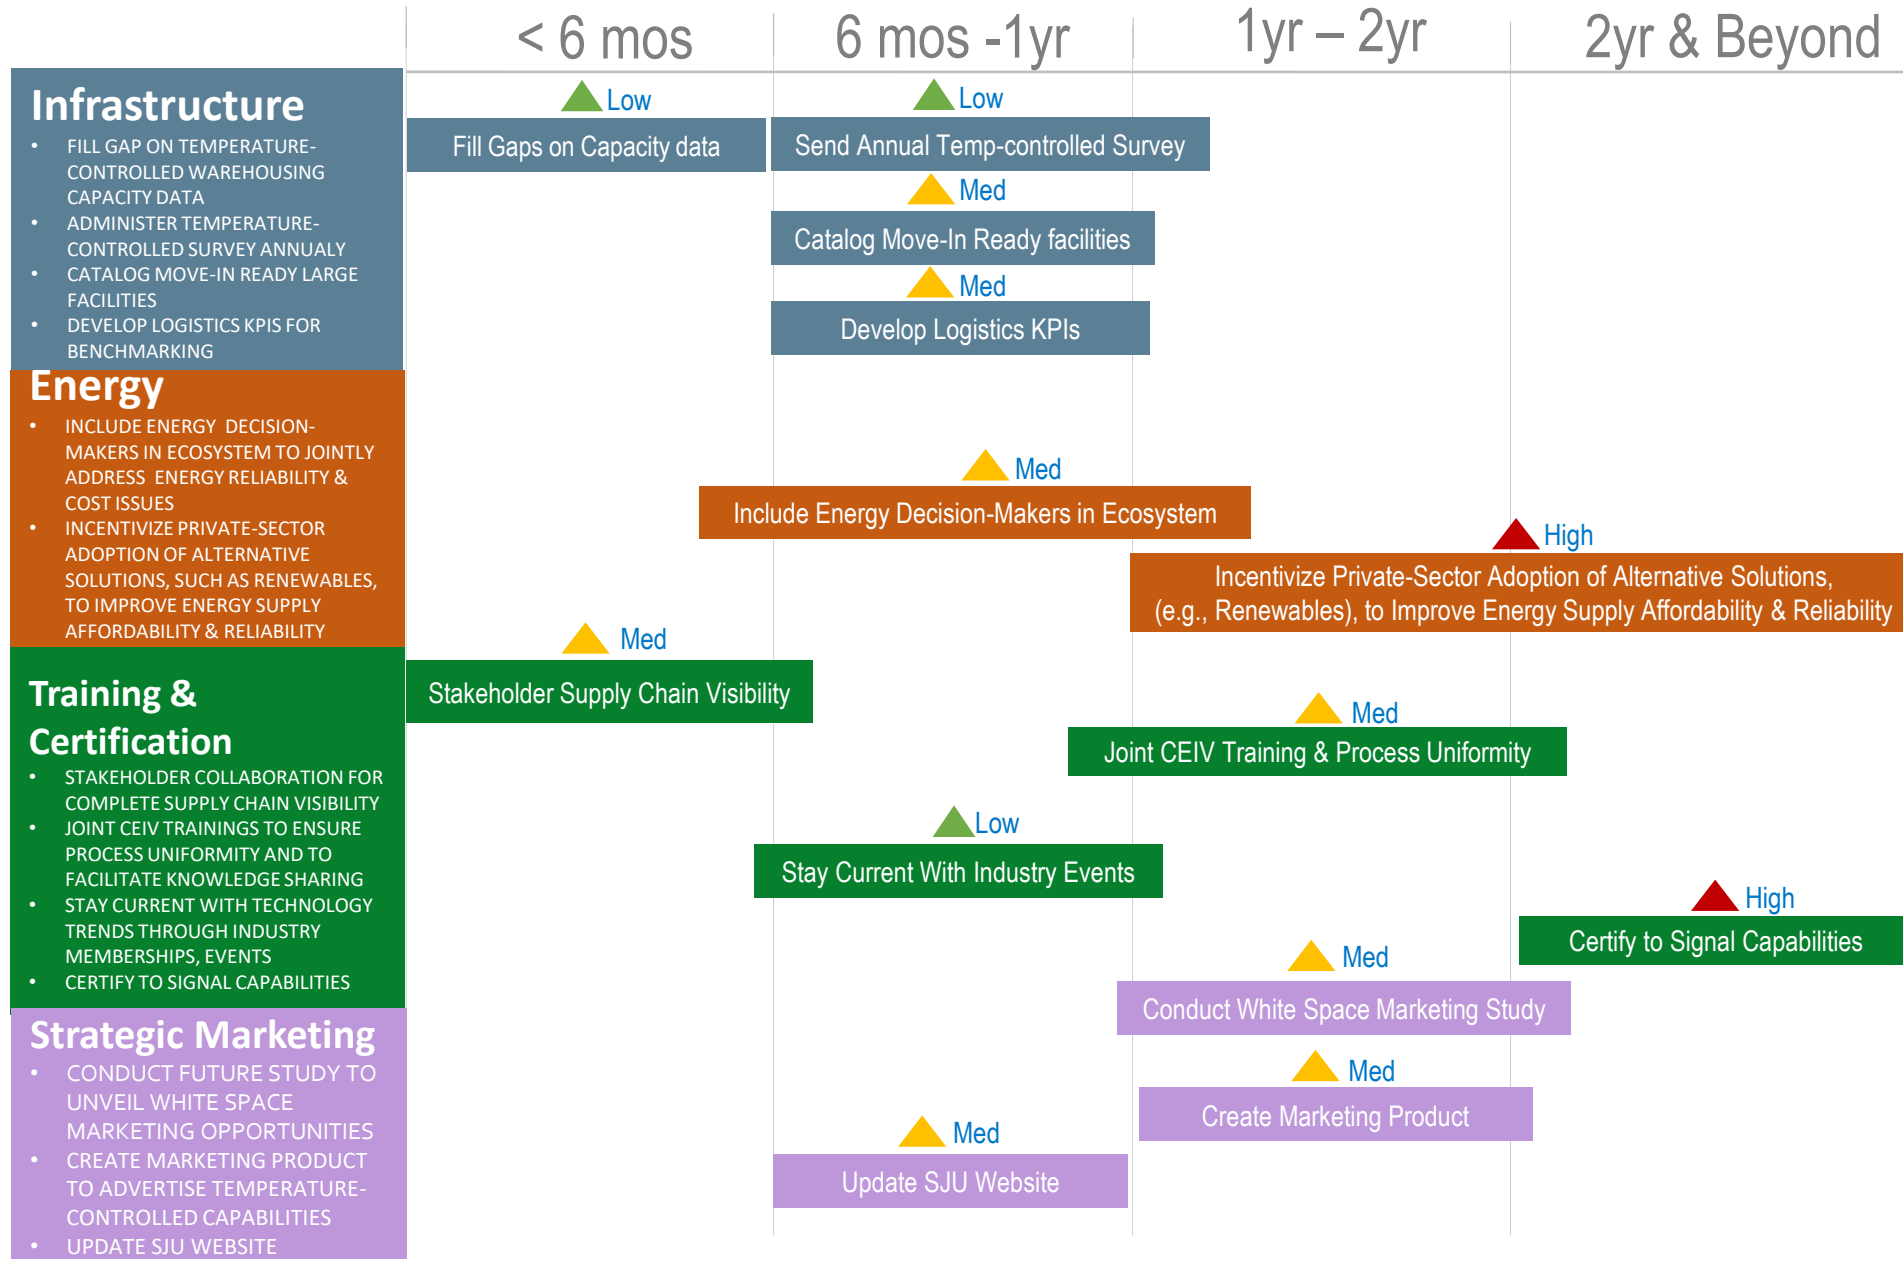 < 6 mos
6 mos -1yr
1yr – 2yr
2yr & Beyond
Infrastructure
• FILL GAP ON TEMPERATURE-
CONTROLLED WAREHOUSING
CAPACITY DATA
• ADMINISTER TEMPERATURE-
CONTROLLED SURVEY ANNUALY
• CATALOG MOVE-IN READY LARGE
FACILITIES
• DEVELOP LOGISTICS KPIS FOR
BENCHMARKING
Low
Fill Gaps on Capacity data
Low
Send Annual Temp-controlled Survey
Med
Catalog Move-In Ready facilities
Med
Develop Logistics KPIs
Energy
• INCLUDE ENERGY DECISION-
MAKERS IN ECOSYSTEM TO JOINTLY
ADDRESS ENERGY RELIABILITY &
COST ISSUES
• INCENTIVIZE PRIVATE-SECTOR
ADOPTION OF ALTERNATIVE
SOLUTIONS, SUCH AS RENEWABLES,
TO IMPROVE ENERGY SUPPLY
AFFORDABILITY & RELIABILITY
Med
Include Energy Decision-Makers in Ecosystem
High
Incentivize Private-Sector Adoption of Alternative Solutions,
(e.g., Renewables), to Improve Energy Supply Affordability & Reliability
Training &
Certification
• STAKEHOLDER COLLABORATION FOR
COMPLETE SUPPLY CHAIN VISIBILITY
• JOINT CEIV TRAININGS TO ENSURE
PROCESS UNIFORMITY AND TO
FACILITATE KNOWLEDGE SHARING
• STAY CURRENT WITH TECHNOLOGY
TRENDS THROUGH INDUSTRY
MEMBERSHIPS, EVENTS
• CERTIFY TO SIGNAL CAPABILITIES
Med
Stakeholder Supply Chain Visibility
Med
Joint CEIV Training & Process Uniformity
Low
Stay Current With Industry Events
High
Certify to Signal Capabilities
Strategic Marketing
• CONDUCT FUTURE STUDY TO
UNVEIL WHITE SPACE
MARKETING OPPORTUNITIES
• CREATE MARKETING PRODUCT
TO ADVERTISE TEMPERATURE-
CONTROLLED CAPABILITIES
• UPDATE SJU WEBSITE
Med
Conduct White Space Marketing Study
Med
Create Marketing Product
Med
Update SJU Website